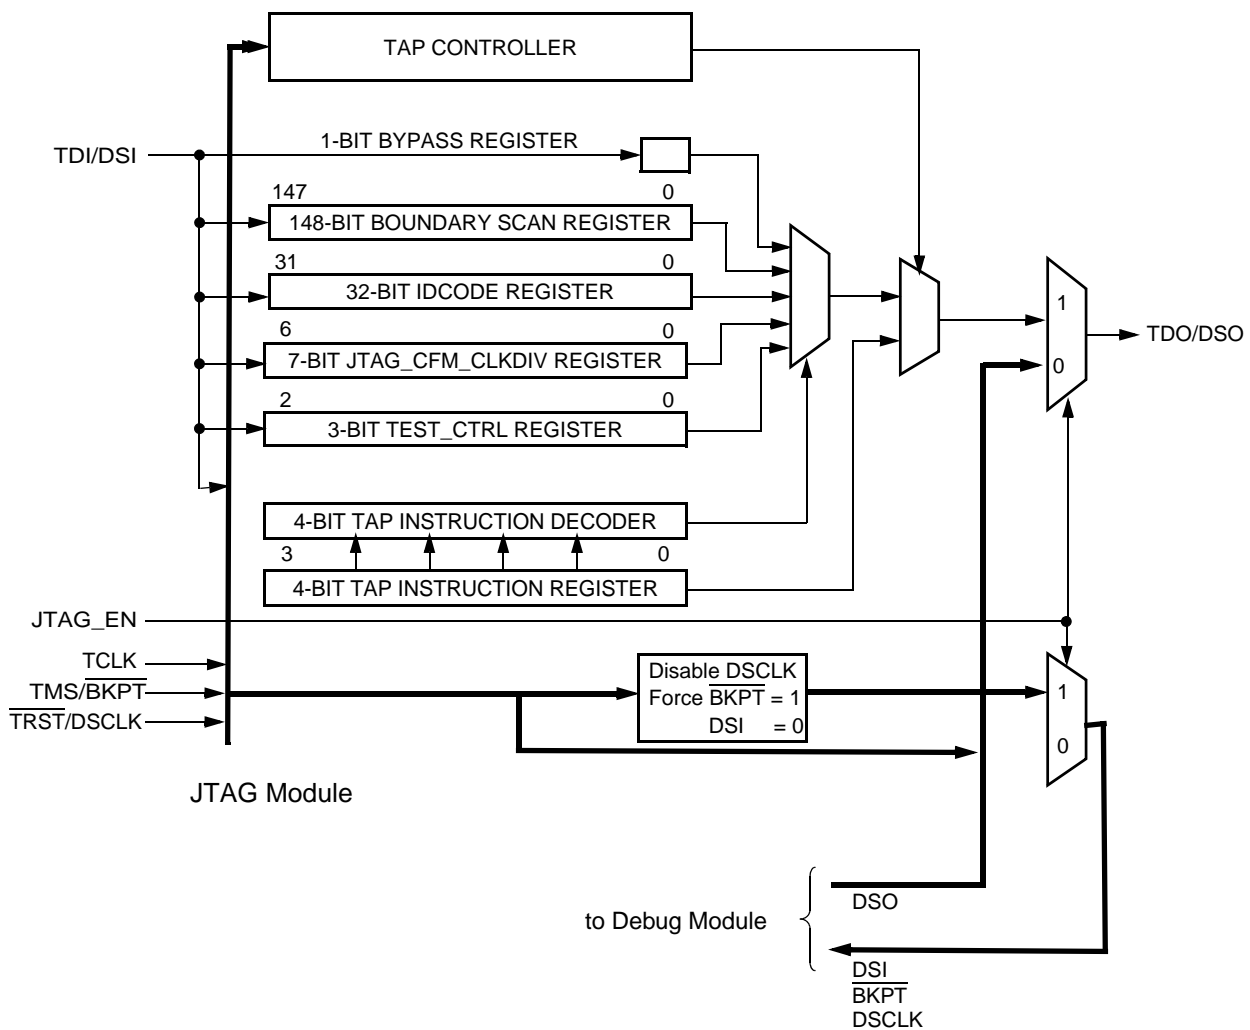 TAP CONTROLLER
1-BIT BYPASS REGISTER
TDI/DSI
147 0
148-BIT BOUNDARY SCAN REGISTER
31 0
32-BIT IDCODE REGISTER
6 0
7-BIT JTAG_CFM_CLKDIV REGISTER
2 0
3-BIT TEST_CTRL REGISTER
1
0
TDO/DSO
4-BIT TAP INSTRUCTION DECODER
3 0
4-BIT TAP INSTRUCTION REGISTER
JTAG_EN
TCLK
TMS/BKPT
TRST/DSCLK
Disable DSCLK
Force BKPT = 1
DSI = 0
1
0
JTAG Module
to Debug Module
DSO
DSI
BKPT
DSCLK